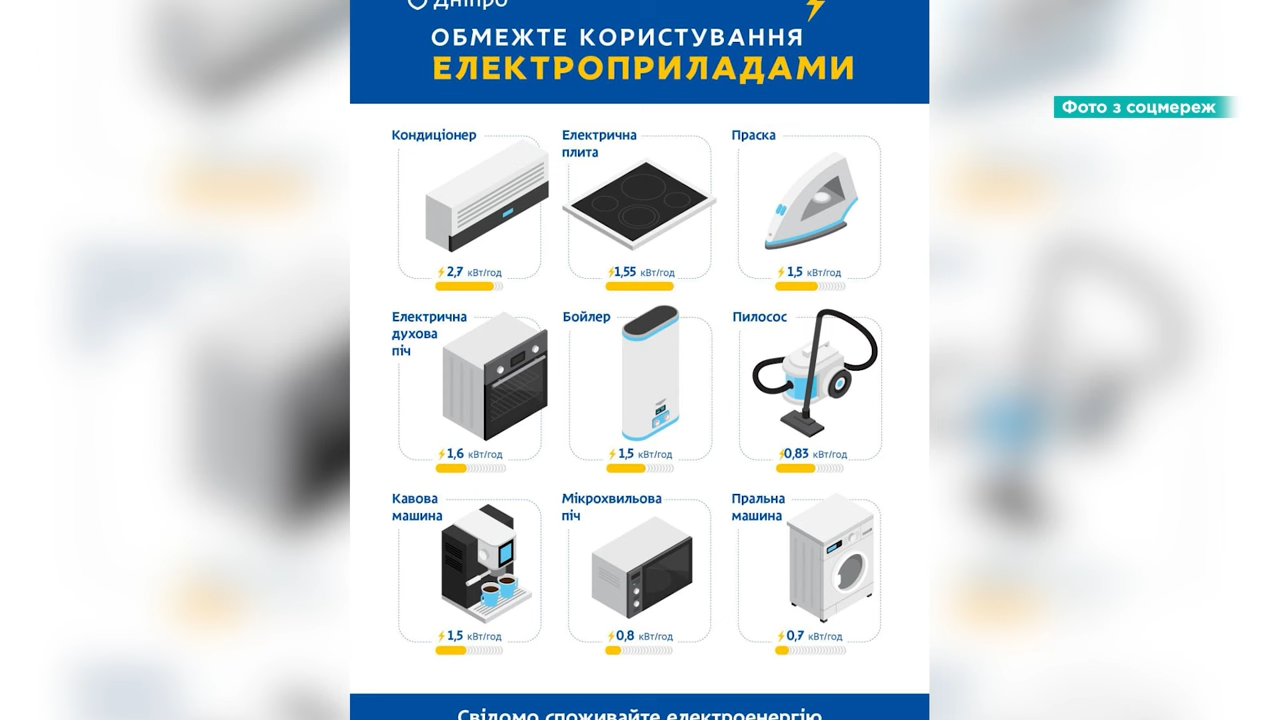 Дніпро
ОБМЕЖТЕ КОРИСТУВАННЯ
ЕЛЕКТРОПРИЛАДАМИ
Фото з соцмереж
Кондиціонер
2,7 кВт/год
Електрична
плита
1,55 кВт/год
Праска
1,5 кВт/год
Електрична
духова
піч
1,6 кВт/год
Бойлер
1,5 кВт/год
Пилосос
0,83 кВт/год
Кавова
машина
1,5 кВт/год
Мікрохвильова
піч
0,8 кВт/год
Пральна
машина
0,7 кВт/год
Свідомо споживайте електроенергію